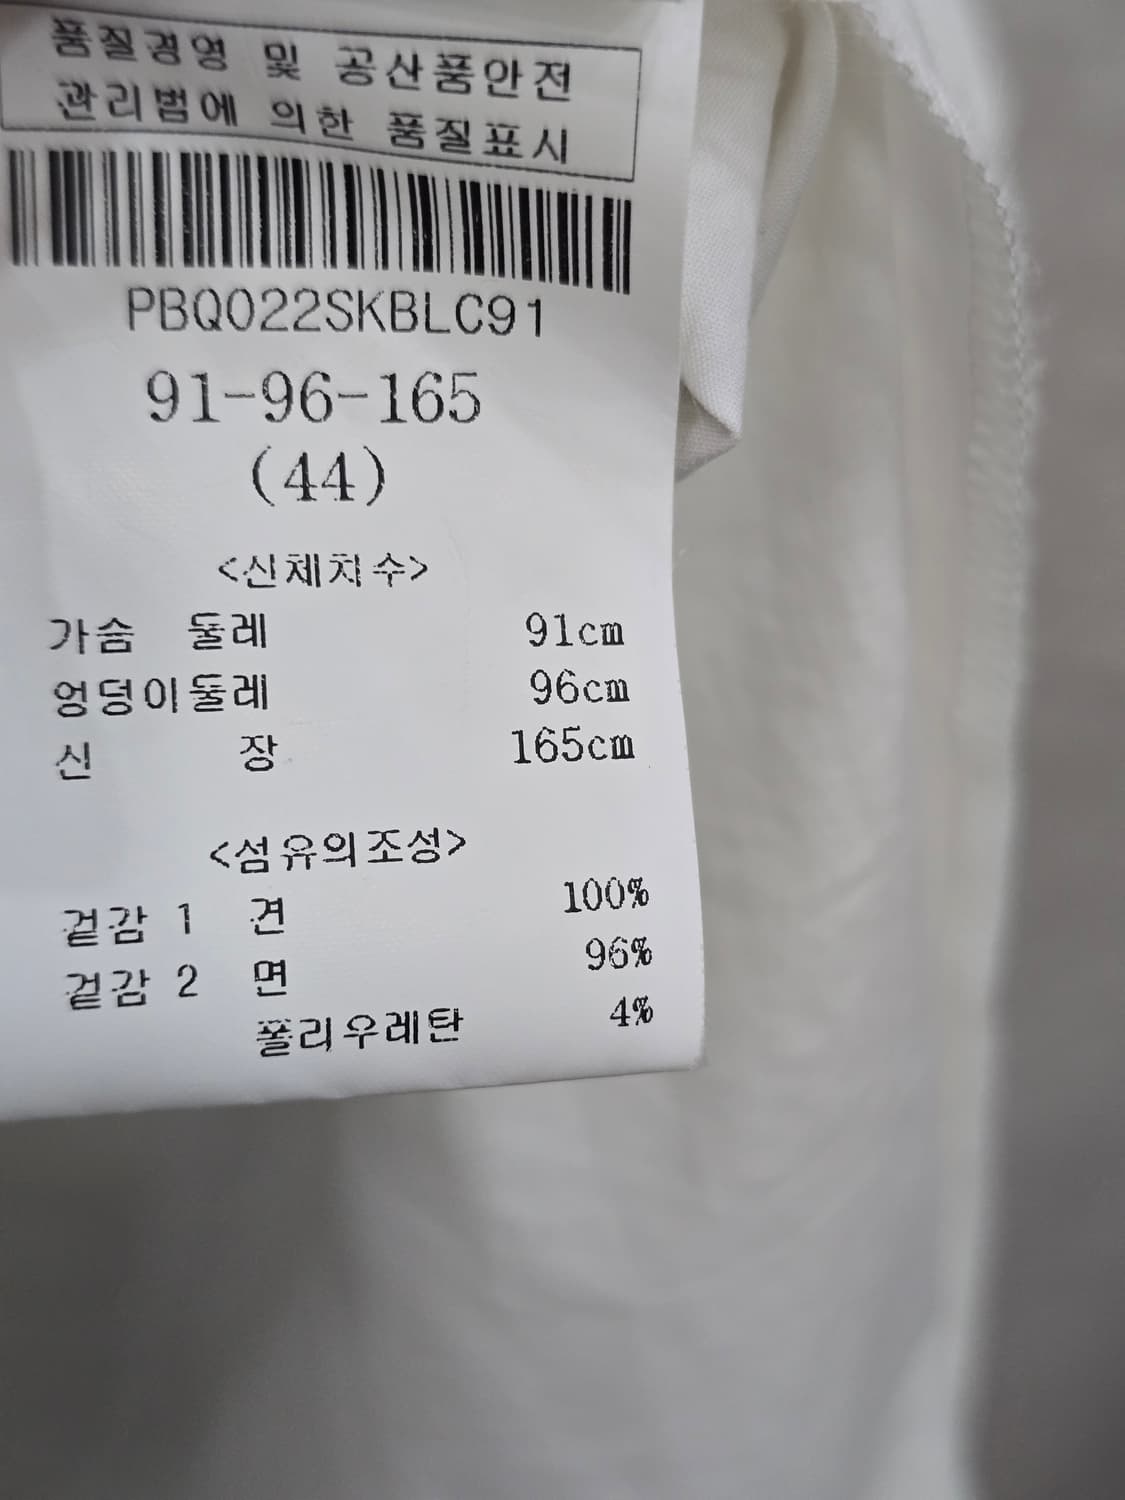 품질경영 및 공산품안전
관리법에 의한 품질표시
PBQ022SKBLC91
91-96-165
(44)
<신체치수>
가슴 둘레 91cm
엉덩이둘레 96cm
신 장 165cm
<섬유의조성>
겉감 1 견 100%
겉감 2 면 96%
폴리우레탄 4%